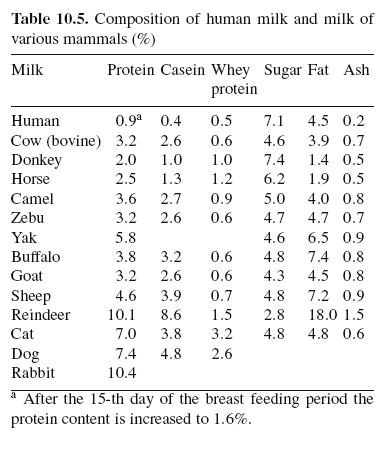 Table 10.5. Composition of human milk and milk of
various mammals (%)
Milk Protein Casein Whey protein Sugar Fat Ash
Human 0.9a 0.4 0.5 7.1 4.5 0.2
Cow (bovine) 3.2 2.6 0.6 4.6 3.9 0.7
Donkey 2.0 1.0 1.0 7.4 1.4 0.5
Horse 2.5 1.3 1.2 6.2 1.9 0.5
Camel 3.6 2.7 0.9 5.0 4.0 0.8
Zebu 3.2 2.6 0.6 4.7 4.7 0.7
Yak 5.8 4.6 6.5 0.9
Buffalo 3.8 3.2 0.6 4.8 7.4 0.8
Goat 3.2 2.6 0.6 4.3 4.5 0.8
Sheep 4.6 3.9 0.7 4.8 7.2 0.9
Reindeer 10.1 8.6 1.5 2.8 18.0 1.5
Cat 7.0 3.8 3.2 4.8 4.8 0.6
Dog 7.4 4.8 2.6
Rabbit 10.4
a After the 15-th day of the breast feeding period the
protein content is increased to 1.6%.